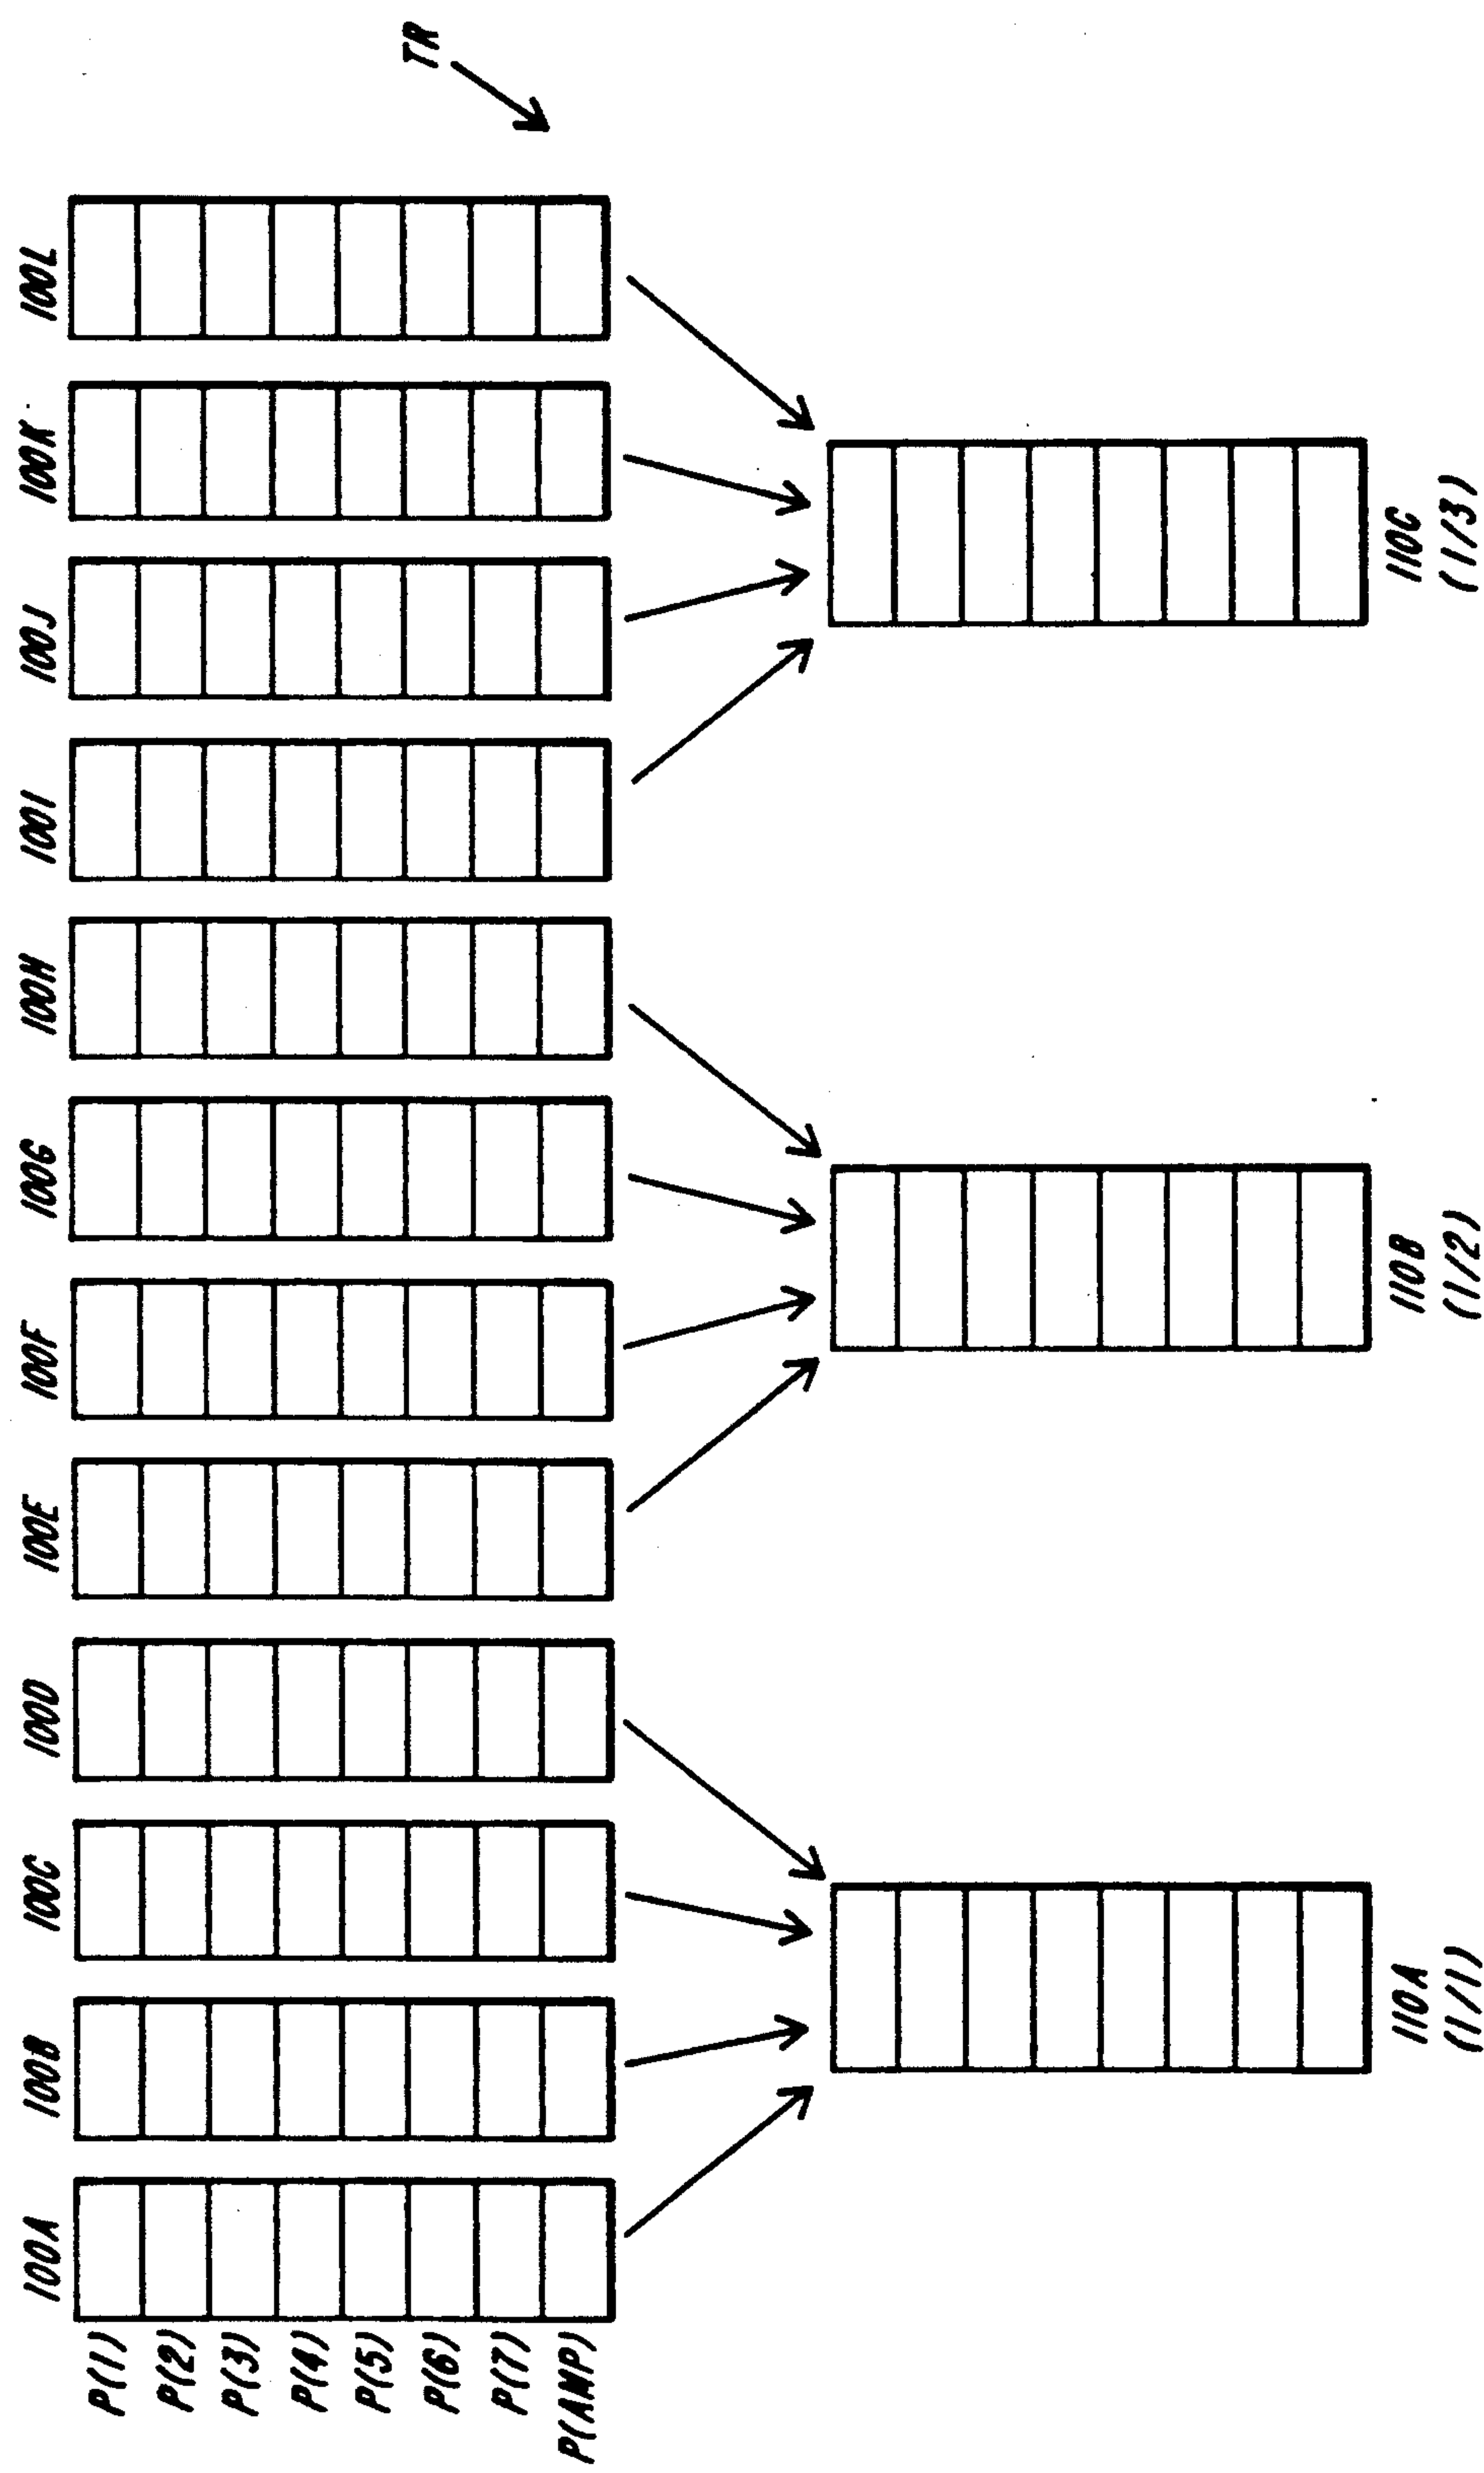 100A 100B 100C 100D 100E 100F 100G 100H 100I 100J 100K 100L
P(1)
P(2)
P(3)
P(4)
P(5)
P(6)
P(7)
P(AMP)
TR
110A 110B 110C
(1/1) (1/2) (1/3)